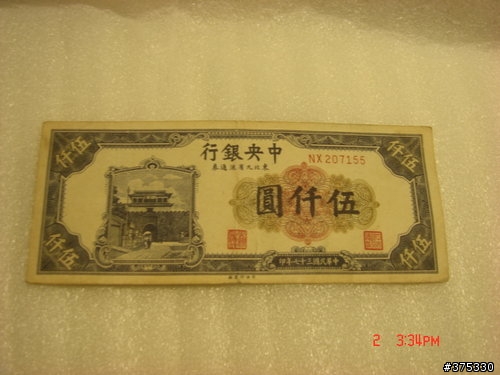 中央銀行
東北九省流通券
NX 207155
伍仟
伍仟
伍仟圓
伍仟
伍仟
中華民國三十七年印
2 3:34PM
#375330